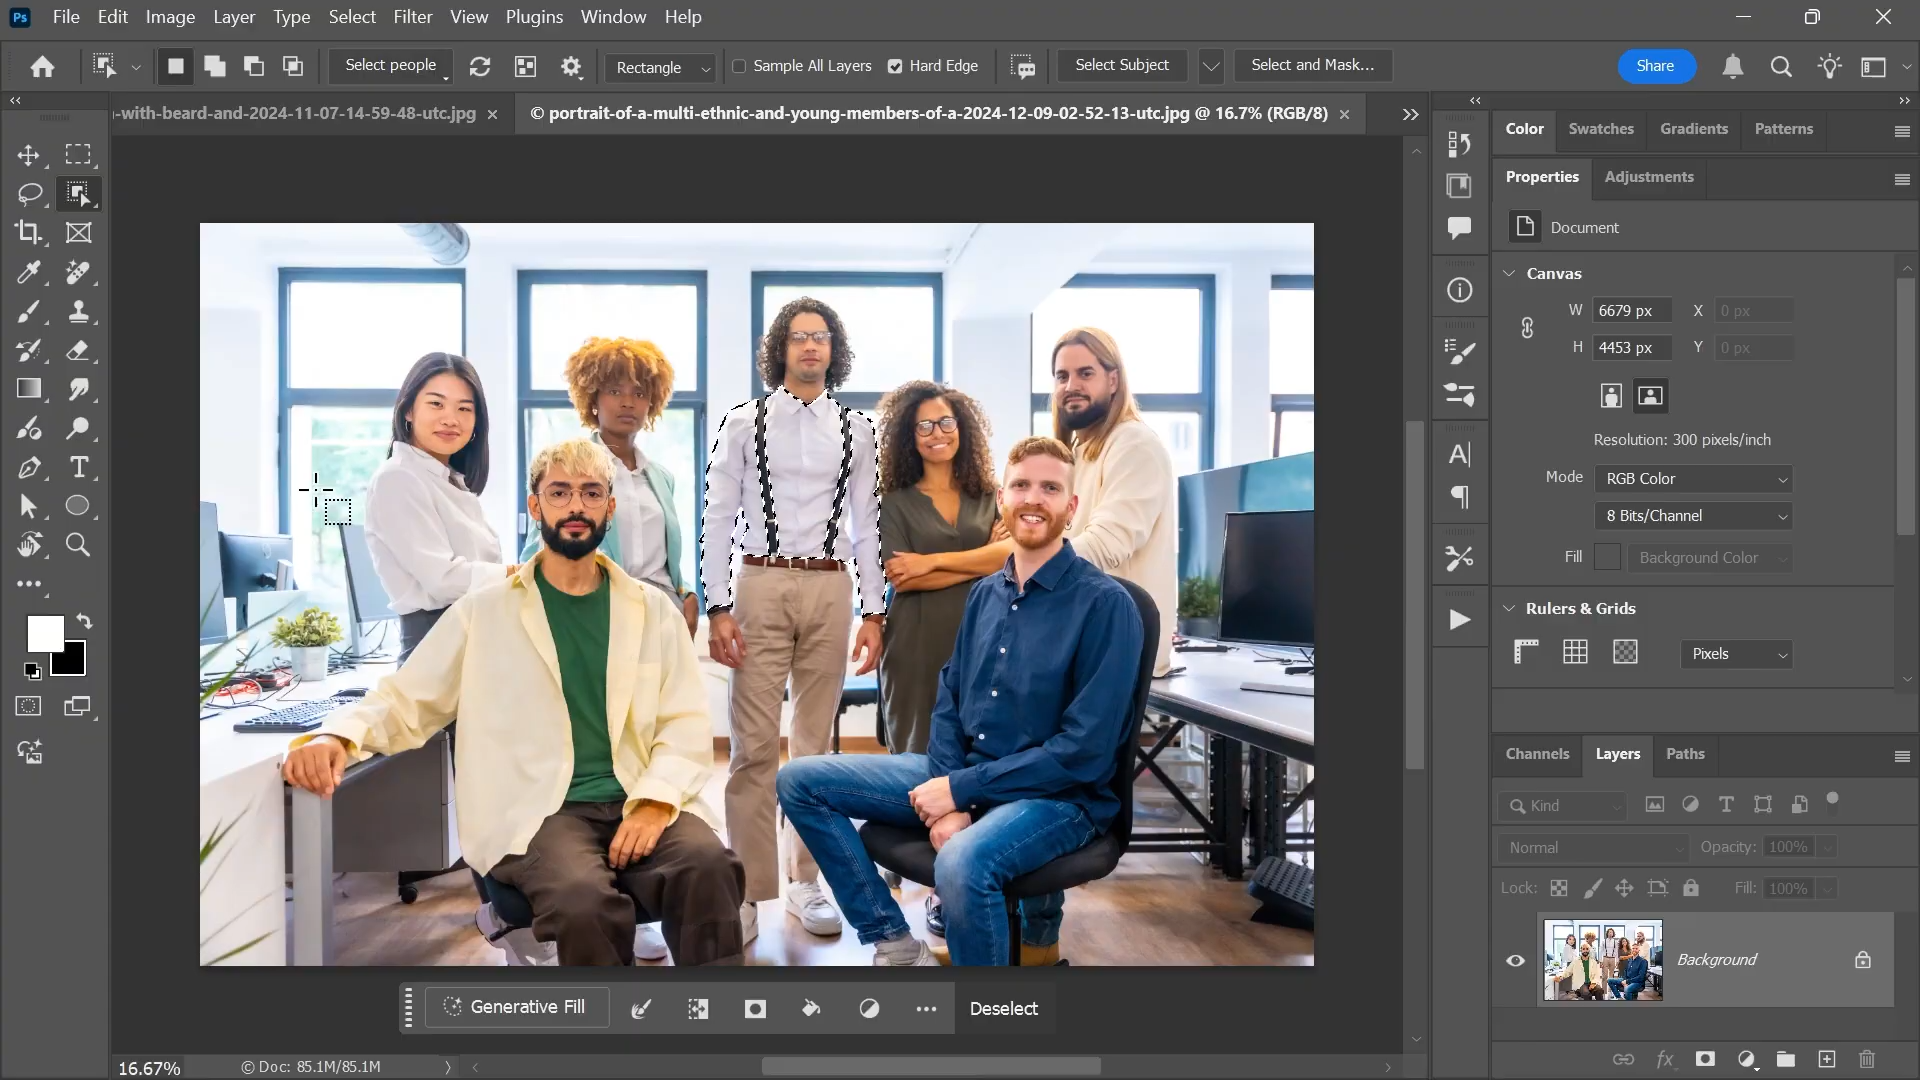 Ps File Edit Image Layer Type Select Filter View Plugins Window Help
Select people Rectangle Sample All Layers Hard Edge Select Subject Select and Mask... Share
-with-beard-and-2024-11-07-14-59-48-utc.jpg © portrait-of-a-multi-ethnic-and-young-members-of-a-2024-12-09-02-52-13-utc.jpg @ 16.7% (RGB/8)
Color Swatches Gradients Patterns
Properties Adjustments
Document
Canvas
W 6679 px X 0 px
H 4453 px Y 0 px
Resolution: 300 pixels/inch
Mode RGB Color
8 Bits/Channel
Fill Background Color
Rulers & Grids
Pixels
Channels Layers Paths
Kind
Normal Opacity: 100%
Lock: Fill: 100%
Background
Generative Fill Deselect
16.67% © Doc: 85.1M/85.1M